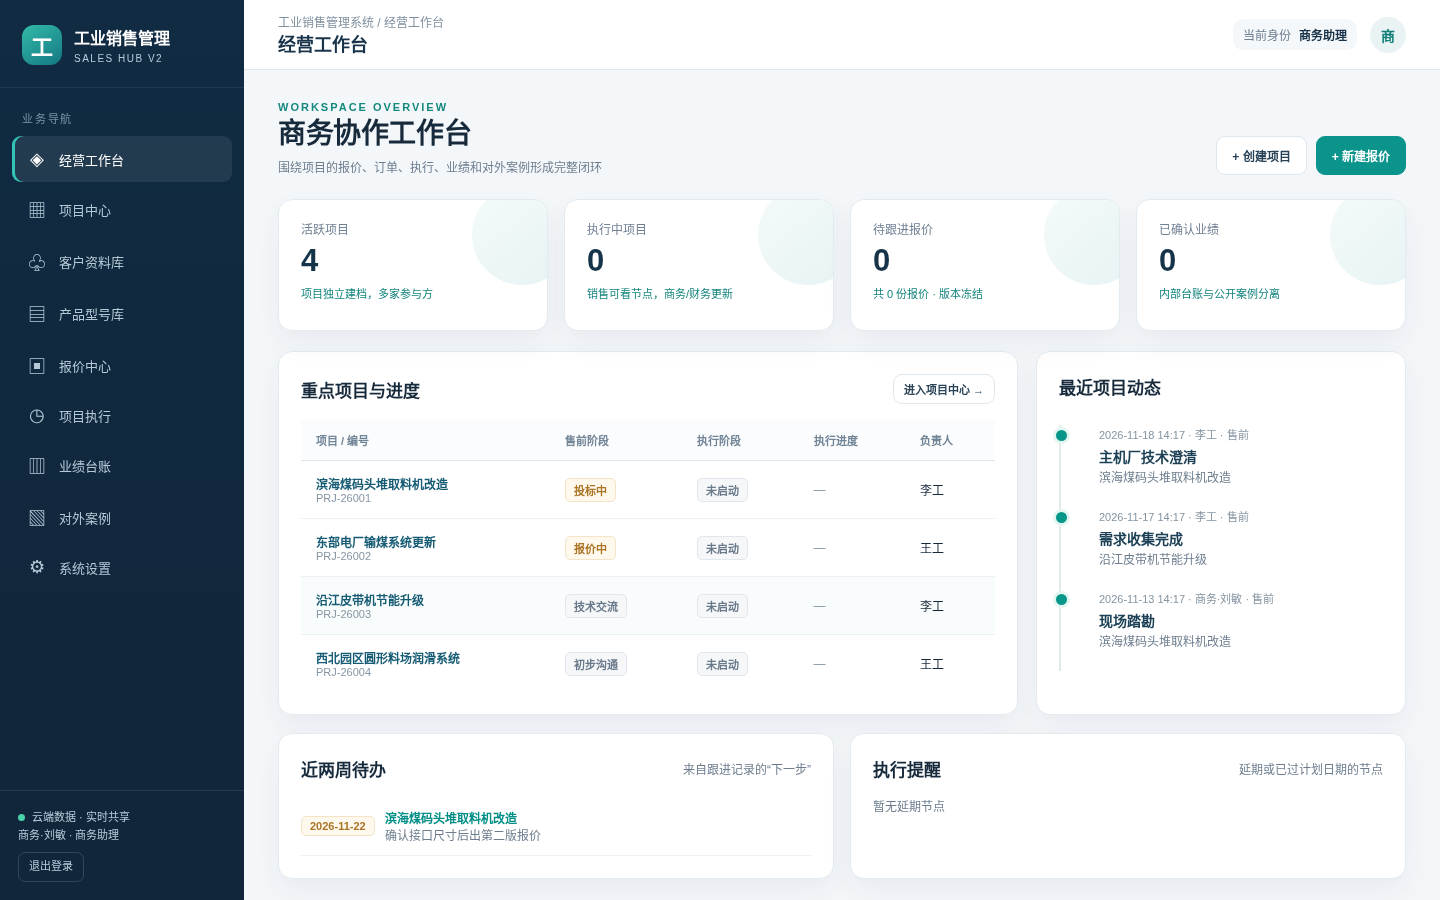 工
工业销售管理
SALES HUB V2
业务导航
经营工作台
项目中心
客户资料库
产品型号库
报价中心
项目执行
业绩台账
对外案例
系统设置
云端数据 · 实时共享
商务·刘敏 · 商务助理
退出登录
工业销售管理系统 / 经营工作台
经营工作台
当前身份 商务助理
商
WORKSPACE OVERVIEW
商务协作工作台
围绕项目的报价、订单、执行、业绩和对外案例形成完整闭环
+ 创建项目
+ 新建报价
活跃项目
4
项目独立建档，多家参与方
执行中项目
0
销售可看节点，商务/财务更新
待跟进报价
0
共 0 份报价 · 版本冻结
已确认业绩
0
内部台账与公开案例分离
重点项目与进度
进入项目中心 →
项目 / 编号 售前阶段 执行阶段 执行进度 负责人
滨海煤码头堆取料机改造
PRJ-26001
投标中 未启动 — 李工
东部电厂输煤系统更新
PRJ-26002
报价中 未启动 — 王工
沿江皮带机节能升级
PRJ-26003
技术交流 未启动 — 李工
西北园区圆形料场润滑系统
PRJ-26004
初步沟通 未启动 — 王工
最近项目动态
2026-11-18 14:17 · 李工 · 售前
主机厂技术澄清
滨海煤码头堆取料机改造
2026-11-17 14:17 · 李工 · 售前
需求收集完成
沿江皮带机节能升级
2026-11-13 14:17 · 商务·刘敏 · 售前
现场踏勘
滨海煤码头堆取料机改造
近两周待办
来自跟进记录的“下一步”
2026-11-22
滨海煤码头堆取料机改造
确认接口尺寸后出第二版报价
执行提醒
延期或已过计划日期的节点
暂无延期节点